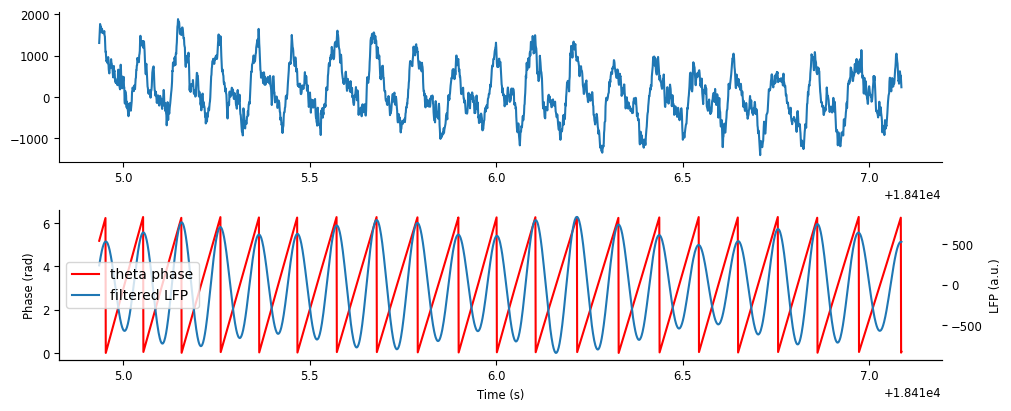 2000
1000
0
−1000
5.0 5.5 6.0 6.5 7.0
+1.841e4
6
4
2
0
Phase (rad)
theta phase
filtered LFP
500
0
−500
LFP (a.u.)
5.0 5.5 6.0 6.5 7.0
Time (s)
+1.841e4